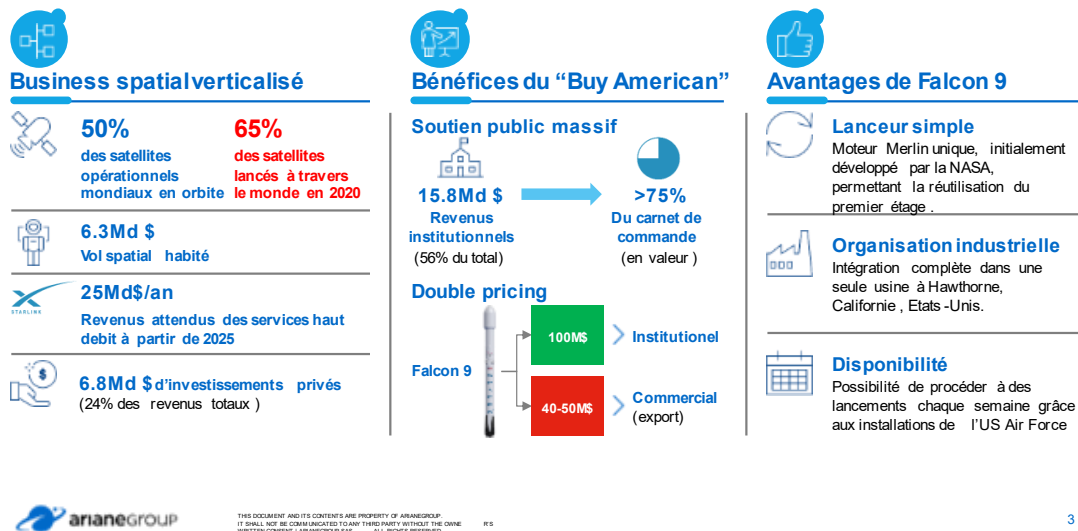 Business spatial verticalisé
50%
des satellites
opérationnels
mondiaux en orbite
65%
des satellites
lancés à travers
le monde en 2020
6.3Md $
Vol spatial habité
STARLINK
25Md$/an
Revenus attendus des services haut
debit à partir de 2025
$
6.8Md $ d’investissements privés
(24% des revenus totaux )
Bénéfices du “Buy American”
Soutien public massif
15.8Md $
Revenus
institutionnels
(56% du total)
>75%
Du carnet de
commande
(en valeur )
Double pricing
Falcon 9
100M$
Institutionel
40-50M$
Commercial
(export)
Avantages de Falcon 9
Lanceur simple
Moteur Merlin unique, initialement
développé par la NASA,
permettant la réutilisation du
premier étage .
Organisation industrielle
Intégration complète dans une
seule usine à Hawthorne,
Californie , Etats -Unis.
Disponibilité
Possibilité de procéder à des
lancements chaque semaine grâce
aux installations de l’US Air Force
arianeGROUP
THIS DOCUMENT AND ITS CONTENTS ARE PROPERTY OF ARIANEGROUP.
IT SHALL NOT BE COMMUNICATED TO ANY THIRD PARTY WITHOUT THE OWNE R'S
WRITTEN CONSENT / ARIANEGROUP SAS ALL RIGHTS RESERVED
3